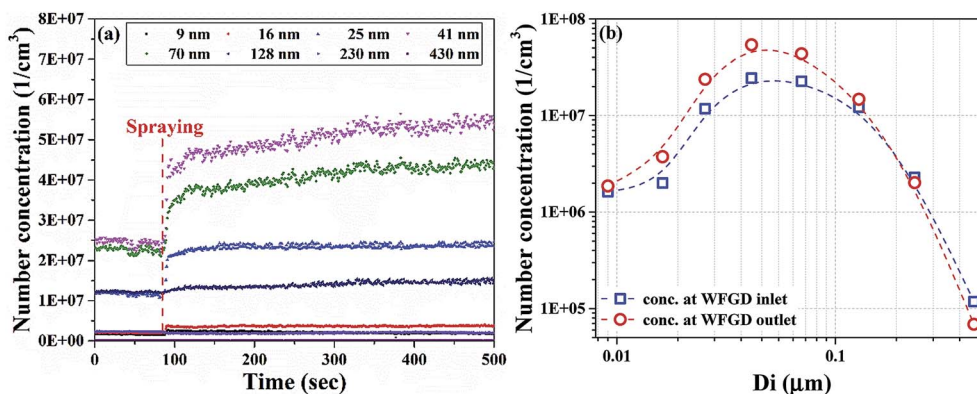 (a)
9 nm 16 nm 25 nm 41 nm
70 nm 128 nm 230 nm 430 nm
Spraying
8E+07
7E+07
6E+07
5E+07
4E+07
3E+07
2E+07
1E+07
0E+00
Number concentration (1/cm³)
0 100 200 300 400 500
Time (sec)
(b)
1E+08
1E+07
1E+06
1E+05
Number concentration (1/cm³)
conc. at WFGD inlet
conc. at WFGD outlet
0.01 0.1
Di (μm)